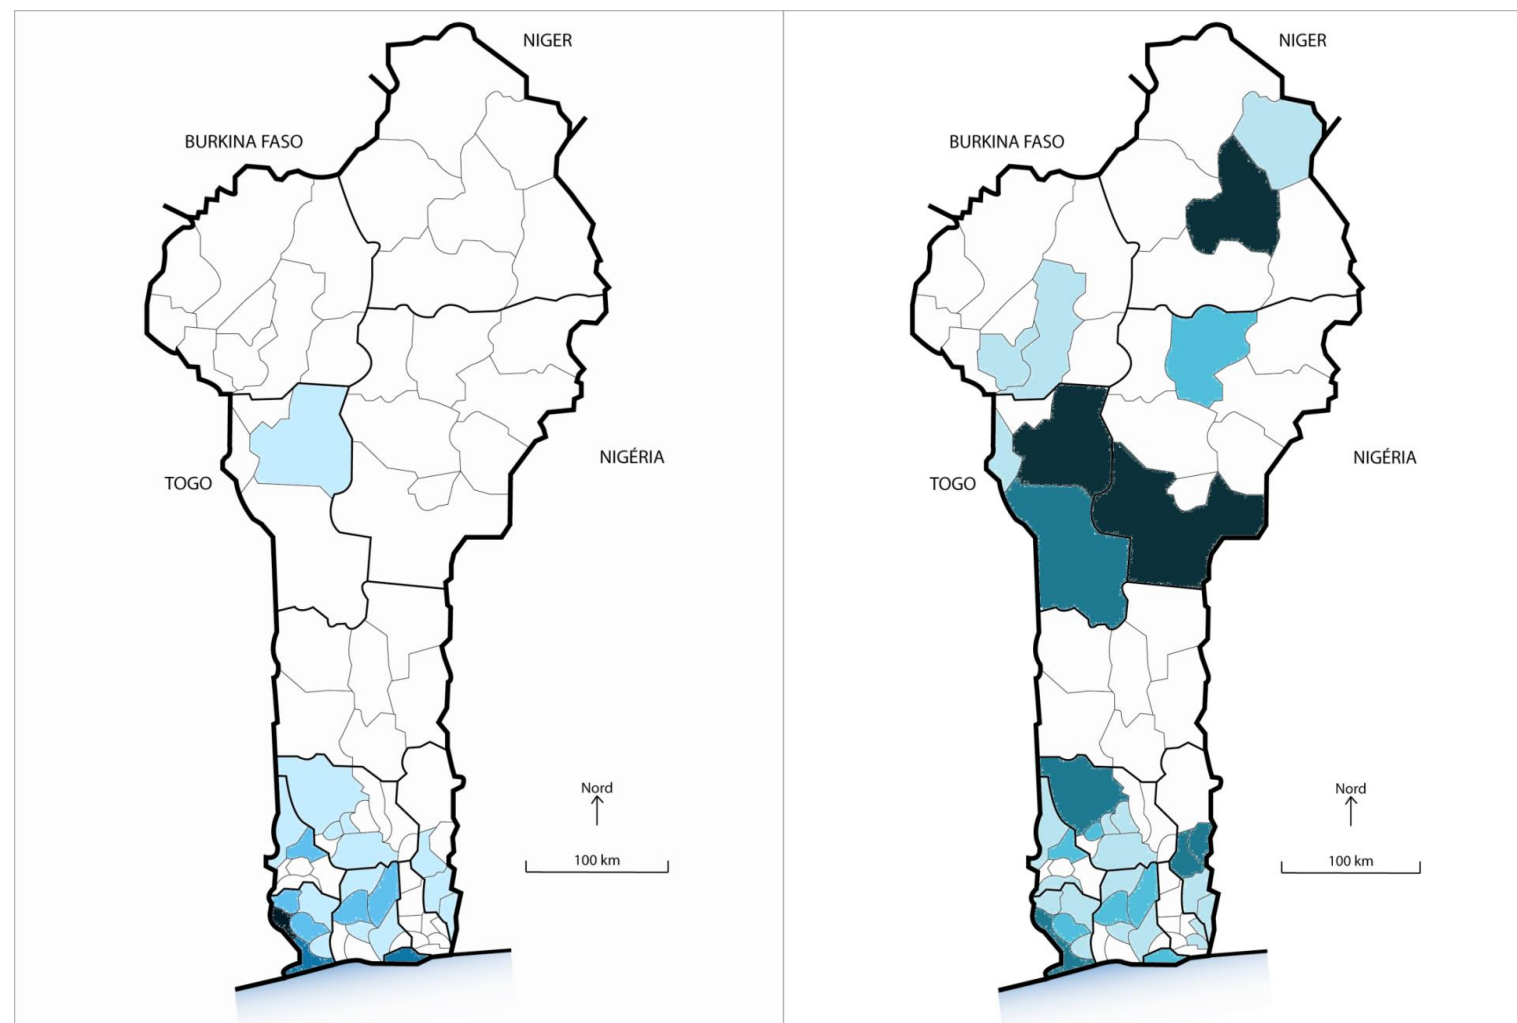 NIGER
BURKINA FASO
NIGÉRIA
TOGO
Nord
100 km
NIGER
BURKINA FASO
NIGÉRIA
TOGO
Nord
100 km